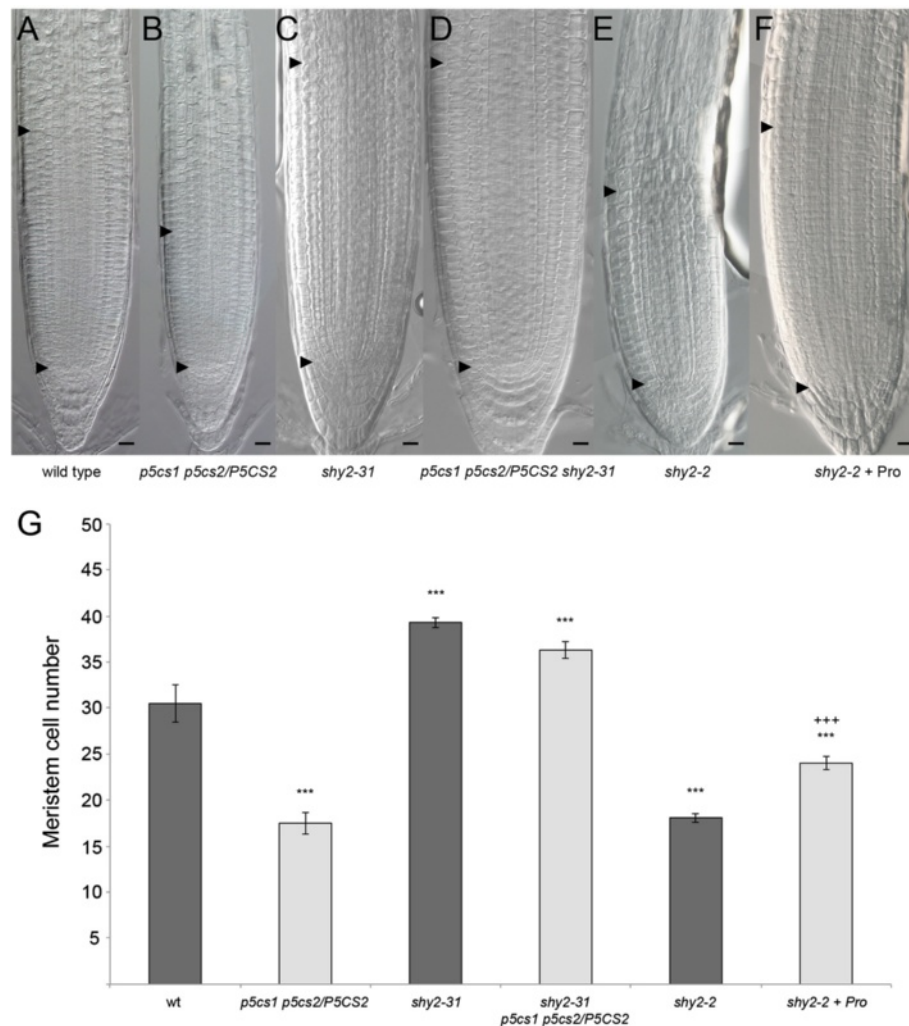 A B C D E F
wild type p5cs1 p5cs2/P5CS2 shy2-31 p5cs1 p5cs2/P5CS2 shy2-31 shy2-2 shy2-2 + Pro
G
Meristem cell number
50
45
40
35
30
25
20
15
10
5
***
***
***
***
+++
***
wt p5cs1 p5cs2/P5CS2 shy2-31 shy2-31 shy2-2 shy2-2 + Pro
p5cs1 p5cs2/P5CS2